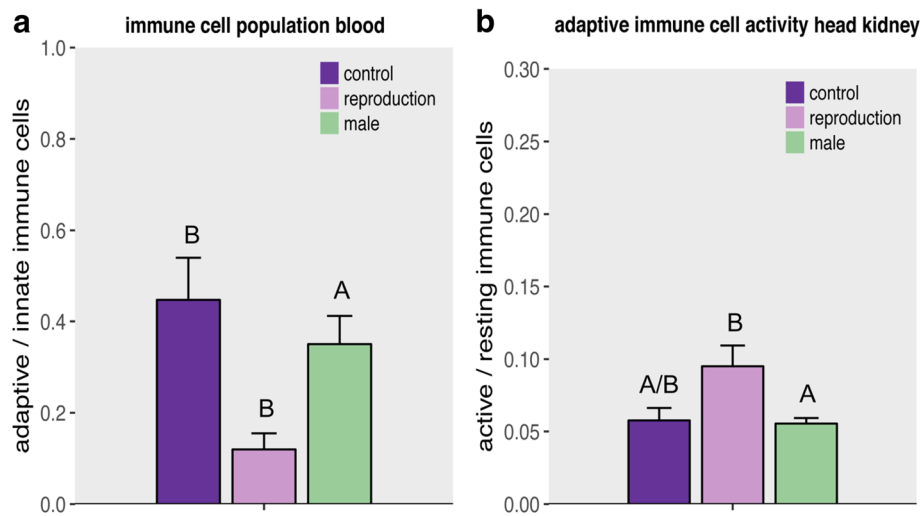 a
immune cell population blood
adaptive / innate immune cells
1.0
0.8
0.6
0.4
0.2
0.0
control
reproduction
male
B
B
A
b
adaptive immune cell activity head kidney
active / resting immune cells
0.30
0.25
0.20
0.15
0.10
0.05
0.00
control
reproduction
male
A/B
B
A